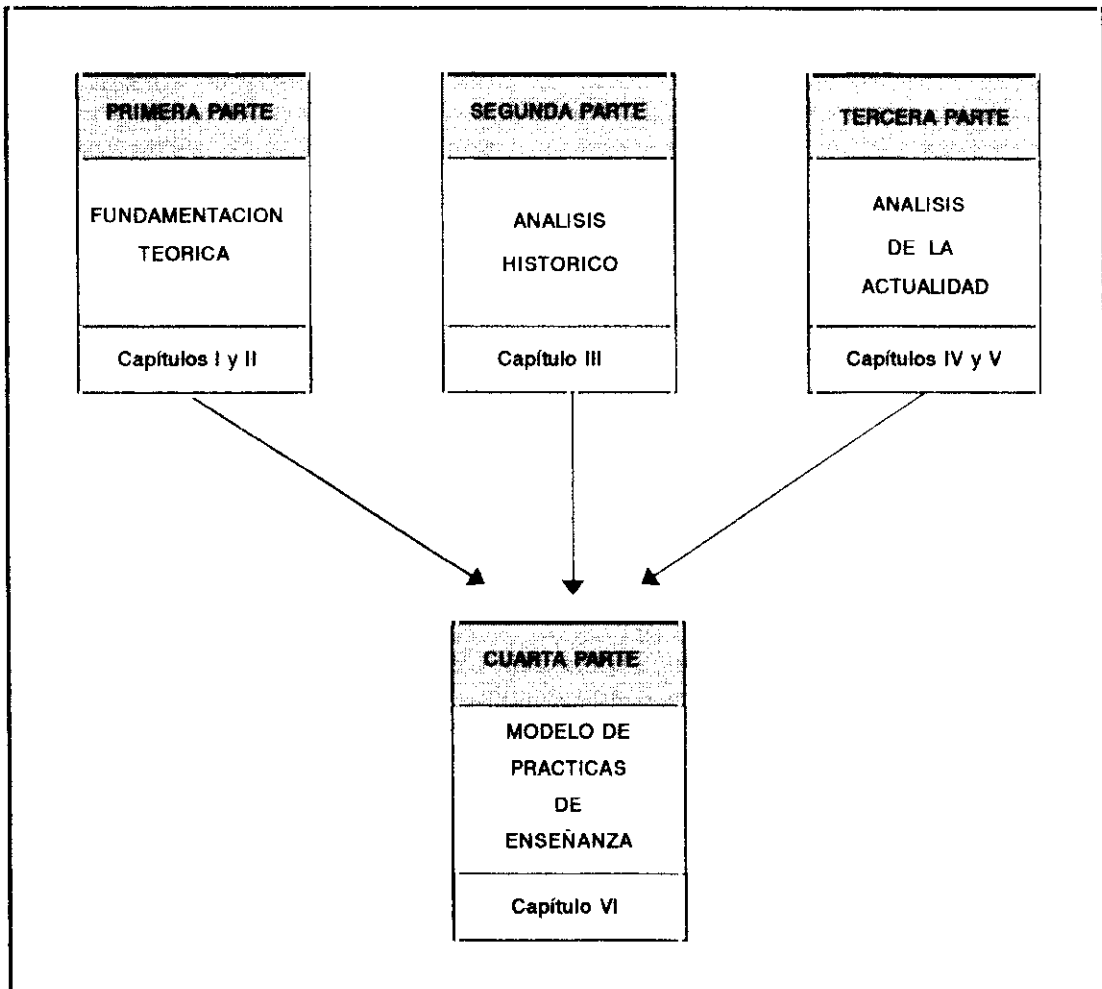 PRIMERA PARTE
FUNDAMENTACION
TEORICA
Capítulos I y II
SEGUNDA PARTE
ANALISIS
HISTORICO
Capítulo III
TERCERA PARTE
ANALISIS
DE LA
ACTUALIDAD
Capítulos IV y V
CUARTA PARTE
MODELO DE
PRACTICAS
DE
ENSEÑANZA
Capítulo VI